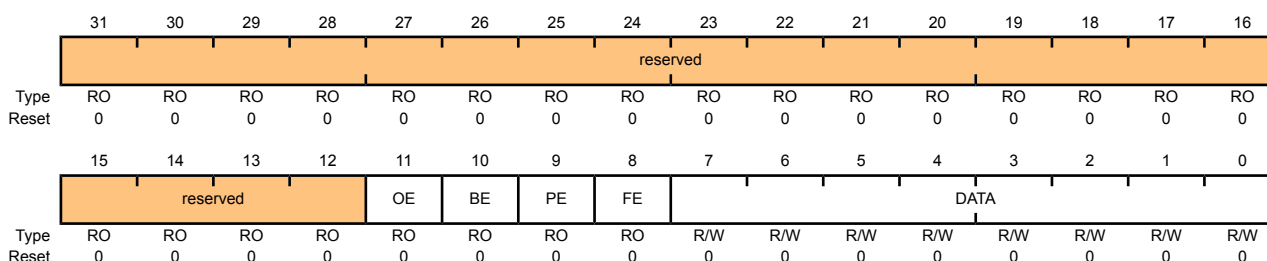 31 30 29 28 27 26 25 24 23 22 21 20 19 18 17 16
reserved
Type RO RO RO RO RO RO RO RO RO RO RO RO RO RO RO RO
Reset 0 0 0 0 0 0 0 0 0 0 0 0 0 0 0 0
15 14 13 12 11 10 9 8 7 6 5 4 3 2 1 0
reserved OE BE PE FE DATA
Type RO RO RO RO RO RO RO RO R/W R/W R/W R/W R/W R/W R/W R/W
Reset 0 0 0 0 0 0 0 0 0 0 0 0 0 0 0 0